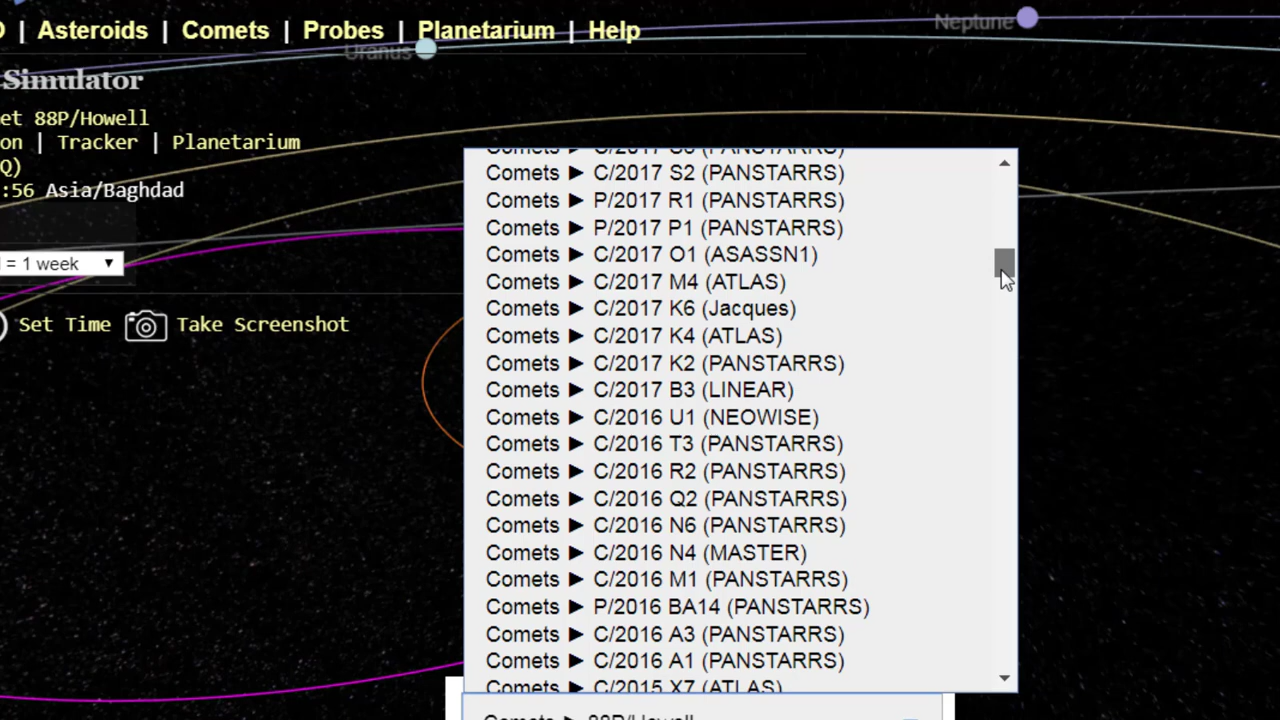 | Asteroids | Comets | Probes | Planetarium | Help
Neptune
Uranus
Simulator
et 88P/Howell
on | Tracker | Planetarium
Q)
:56 Asia/Baghdad
= 1 week ▼
Set Time Take Screenshot
Comets ► C/2017 S2 (PANSTARRS)
Comets ► P/2017 R1 (PANSTARRS)
Comets ► P/2017 P1 (PANSTARRS)
Comets ► C/2017 O1 (ASASSN1)
Comets ► C/2017 M4 (ATLAS)
Comets ► C/2017 K6 (Jacques)
Comets ► C/2017 K4 (ATLAS)
Comets ► C/2017 K2 (PANSTARRS)
Comets ► C/2017 B3 (LINEAR)
Comets ► C/2016 U1 (NEOWISE)
Comets ► C/2016 T3 (PANSTARRS)
Comets ► C/2016 R2 (PANSTARRS)
Comets ► C/2016 Q2 (PANSTARRS)
Comets ► C/2016 N6 (PANSTARRS)
Comets ► C/2016 N4 (MASTER)
Comets ► C/2016 M1 (PANSTARRS)
Comets ► P/2016 BA14 (PANSTARRS)
Comets ► C/2016 A3 (PANSTARRS)
Comets ► C/2016 A1 (PANSTARRS)
Comets ► C/2015 X7 (ATLAS)
Comets ► 88P/Howell